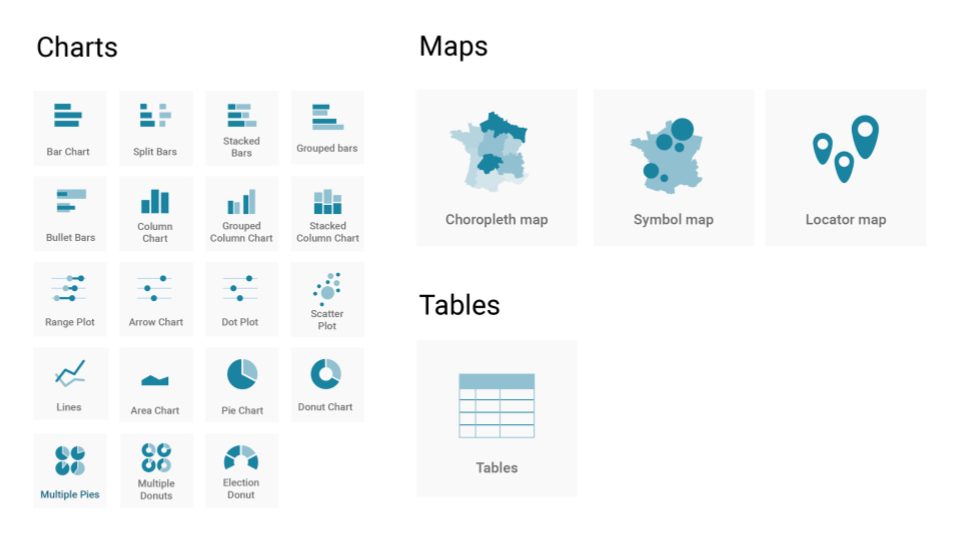 Charts
Bar Chart
Split Bars
Stacked
Bars
Grouped bars
Bullet Bars
Column
Chart
Grouped
Column Chart
Stacked
Column Chart
Range Plot
Arrow Chart
Dot Plot
Scatter
Plot
Lines
Area Chart
Pie Chart
Donut Chart
Multiple Pies
Multiple
Donuts
Election
Donut
Maps
Choropleth map
Symbol map
Locator map
Tables
Tables